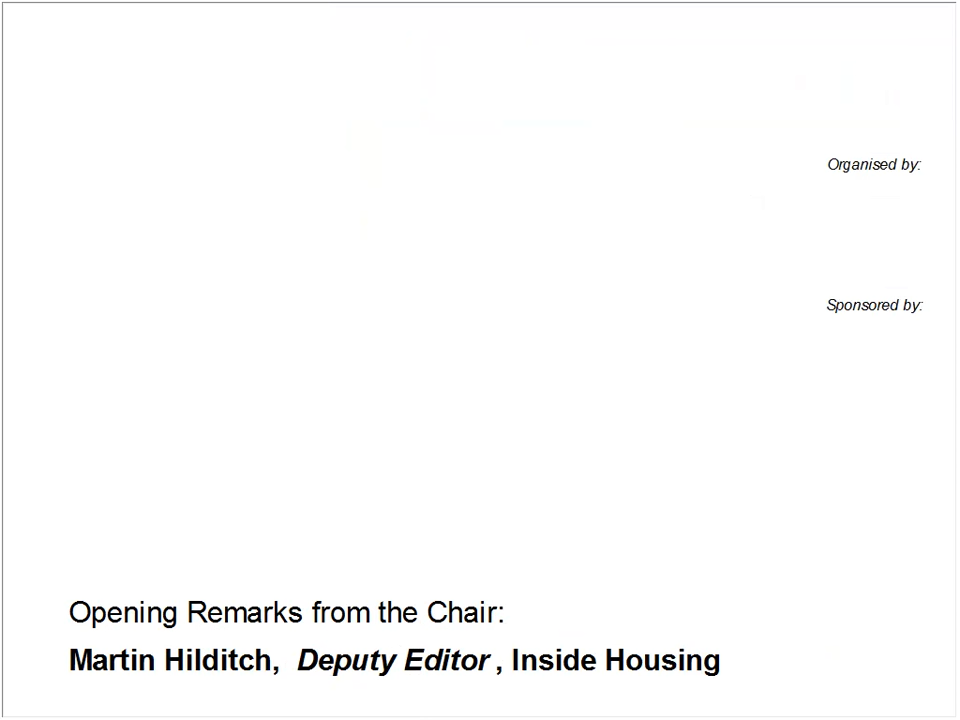 Organised by:
Sponsored by:
Opening Remarks from the Chair:
Martin Hilditch, Deputy Editor , Inside Housing